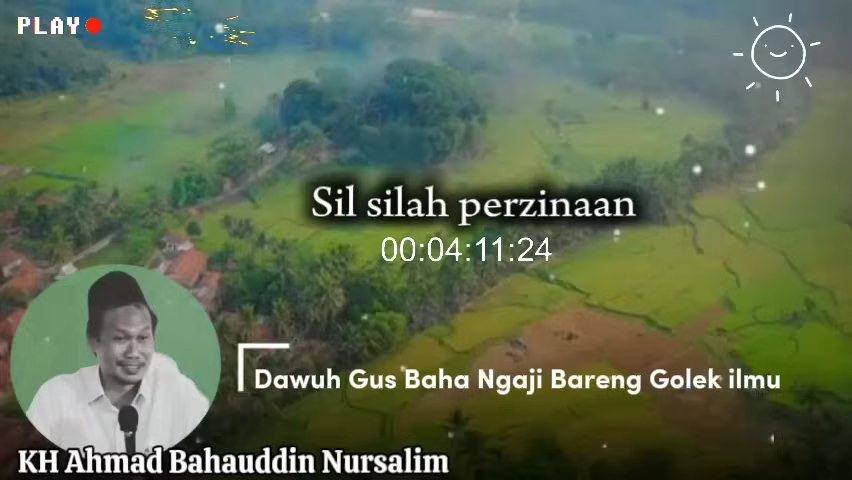 PLAY
Sil silah perzinaan
00:04:11:24
Dawuh Gus Baha Ngaji Bareng Golek ilmu
KH Ahmad Bahauddin Nursalim